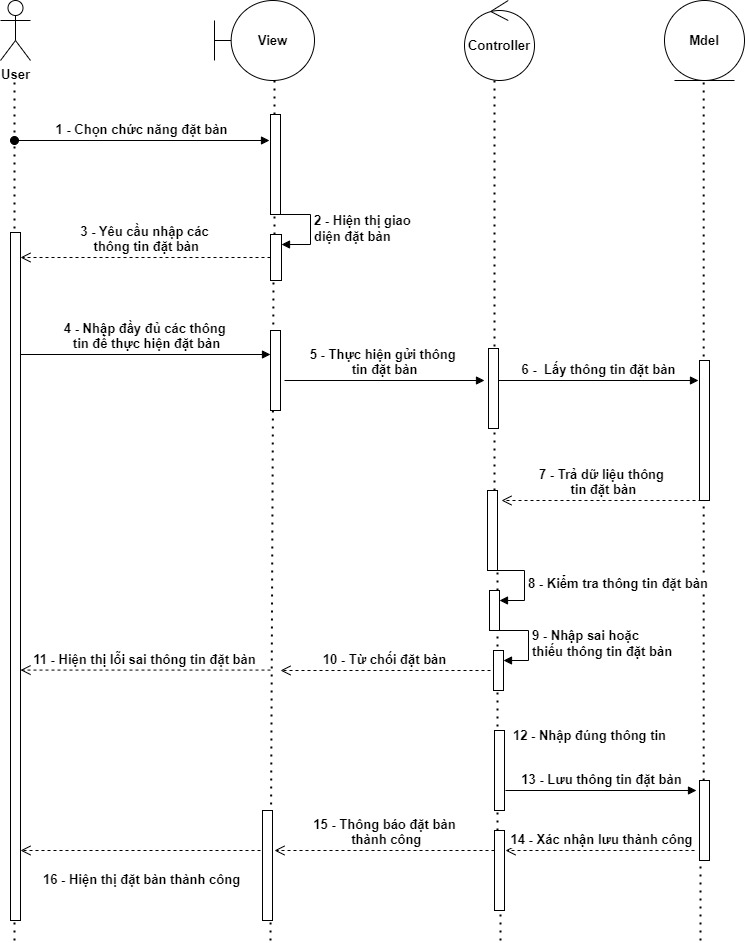 User
View
Controller
Mdel
1 - Chọn chức năng đặt bàn
2 - Hiện thị giao
diện đặt bàn
3 - Yêu cầu nhập các
thông tin đặt bàn
4 - Nhập đầy đủ các thông
tin để thực hiện đặt bàn
5 - Thực hiện gửi thông
tin đặt bàn
6 - Lấy thông tin đặt bàn
7 - Trả dữ liệu thông
tin đặt bàn
8 - Kiểm tra thông tin đặt bàn
9 - Nhập sai hoặc
thiếu thông tin đặt bàn
10 - Từ chối đặt bàn
11 - Hiện thị lỗi sai thông tin đặt bàn
12 - Nhập đúng thông tin
13 - Lưu thông tin đặt bàn
14 - Xác nhận lưu thành công
15 - Thông báo đặt bàn
thành công
16 - Hiện thị đặt bàn thành công